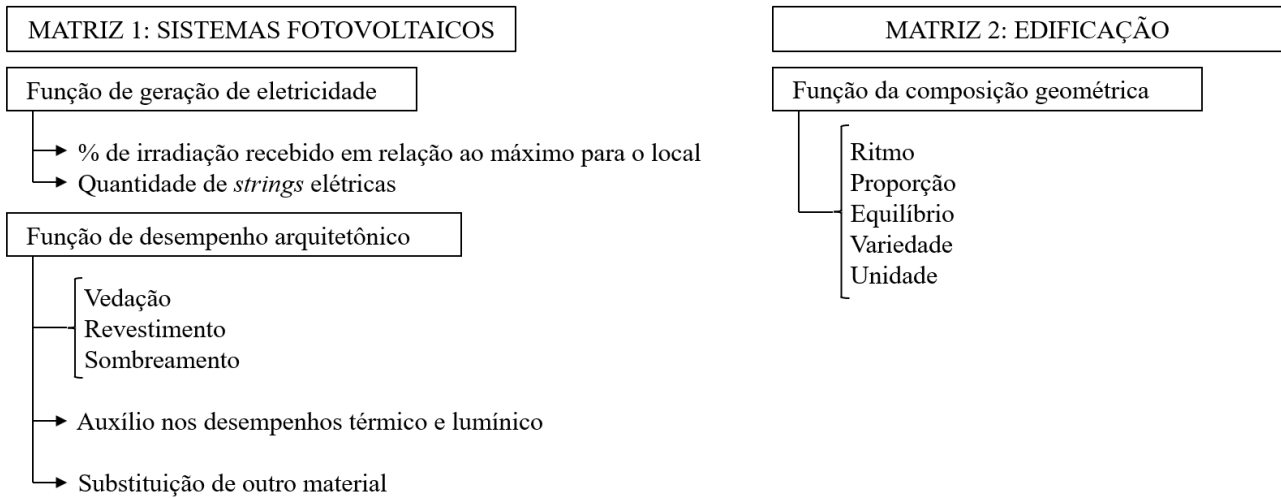 MATRIZ 1: SISTEMAS FOTOVOLTAICOS
Função de geração de eletricidade
% de irradiação recebido em relação ao máximo para o local
Quantidade de strings elétricas
Função de desempenho arquitetônico
Vedação
Revestimento
Sombreamento
Auxílio nos desempenhos térmico e lumínico
Substituição de outro material
MATRIZ 2: EDIFICAÇÃO
Função da composição geométrica
Ritmo
Proporção
Equilíbrio
Variedade
Unidade